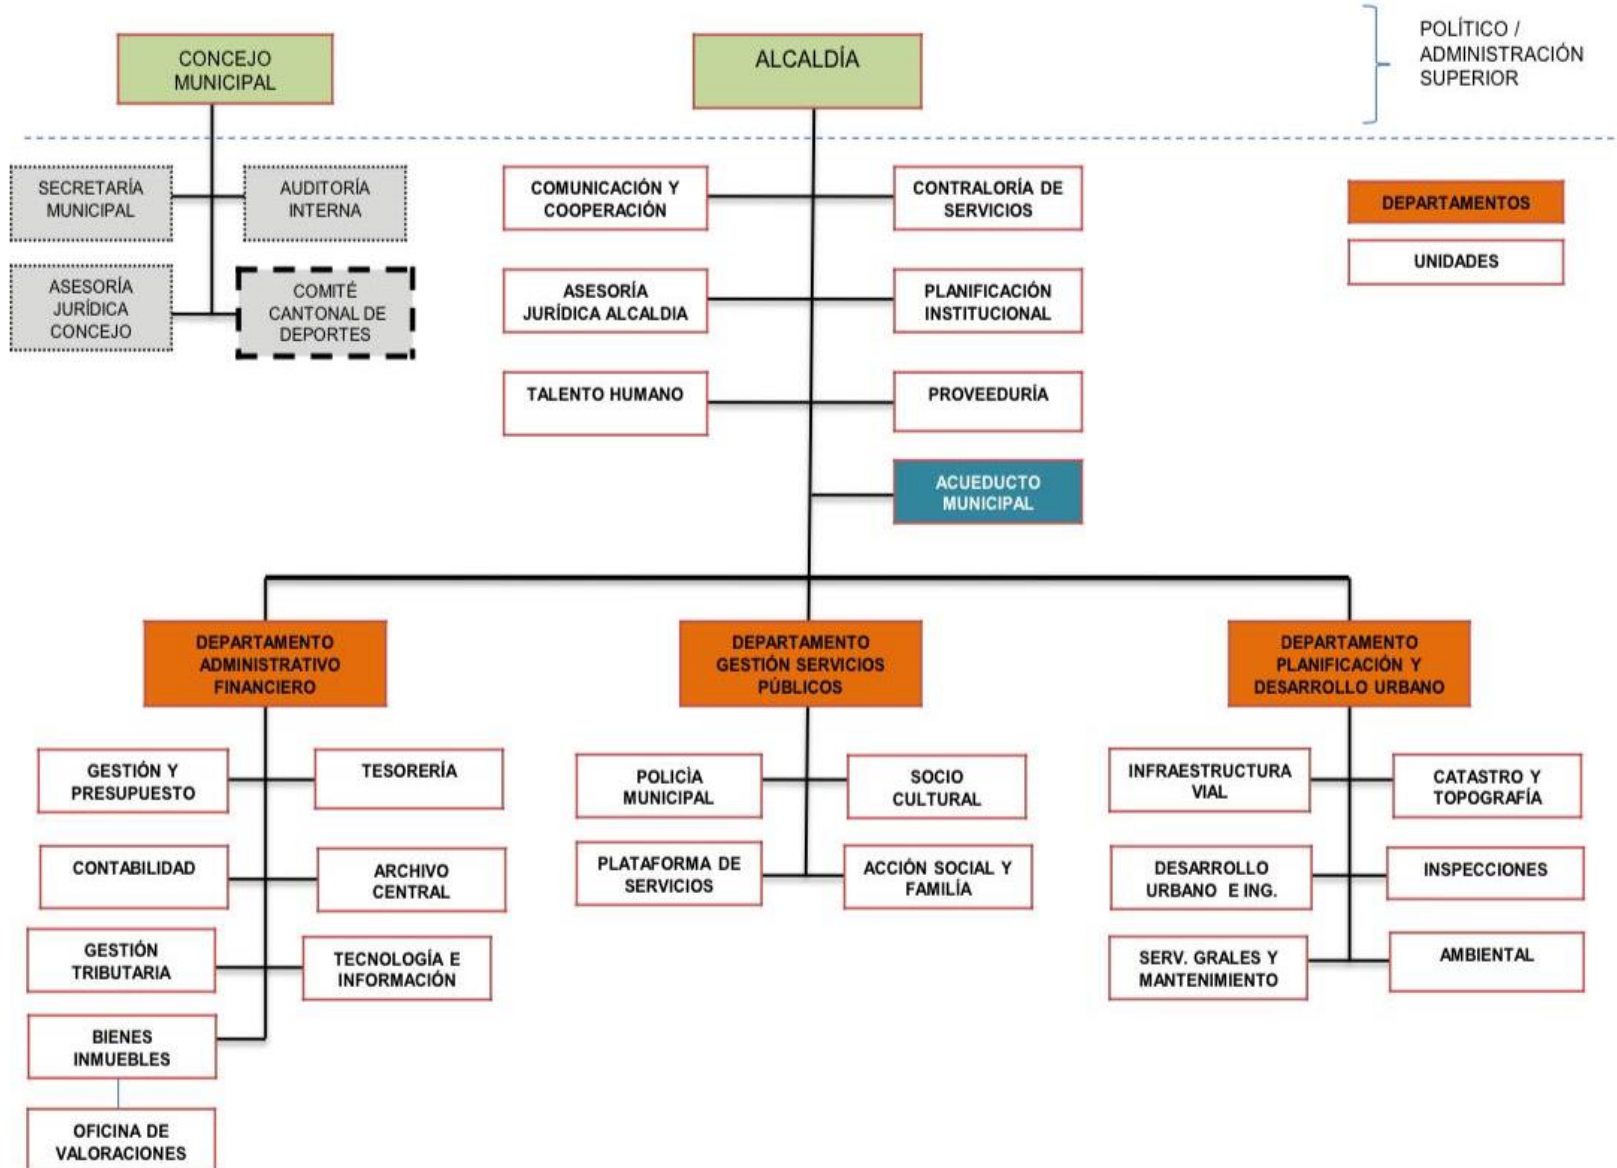 CONCEJO
MUNICIPAL
ALCALDÍA
POLÍTICO /
ADMINISTRACIÓN
SUPERIOR
SECRETARÍA
MUNICIPAL
AUDITORÍA
INTERNA
ASESORÍA
JURÍDICA
CONCEJO
COMITÉ
CANTONAL DE
DEPORTES
COMUNICACIÓN Y
COOPERACIÓN
CONTRALORÍA DE
SERVICIOS
ASESORÍA
JURÍDICA ALCALDIA
PLANIFICACIÓN
INSTITUCIONAL
TALENTO HUMANO
PROVEEDURÍA
ACUEDUCTO
MUNICIPAL
DEPARTAMENTOS
UNIDADES
DEPARTAMENTO
ADMINISTRATIVO
FINANCIERO
DEPARTAMENTO
GESTIÓN SERVICIOS
PÚBLICOS
DEPARTAMENTO
PLANIFICACIÓN Y
DESARROLLO URBANO
GESTIÓN Y
PRESUPUESTO
TESORERÍA
CONTABILIDAD
ARCHIVO
CENTRAL
GESTIÓN
TRIBUTARIA
TECNOLOGÍA E
INFORMACIÓN
BIENES
INMUEBLES
OFICINA DE
VALORACIONES
POLICÌA
MUNICIPAL
SOCIO
CULTURAL
PLATAFORMA DE
SERVICIOS
ACCIÓN SOCIAL Y
FAMILÍA
INFRAESTRUCTURA
VIAL
CATASTRO Y
TOPOGRAFÍA
DESARROLLO
URBANO E ING.
INSPECCIONES
SERV. GRALES Y
MANTENIMIENTO
AMBIENTAL